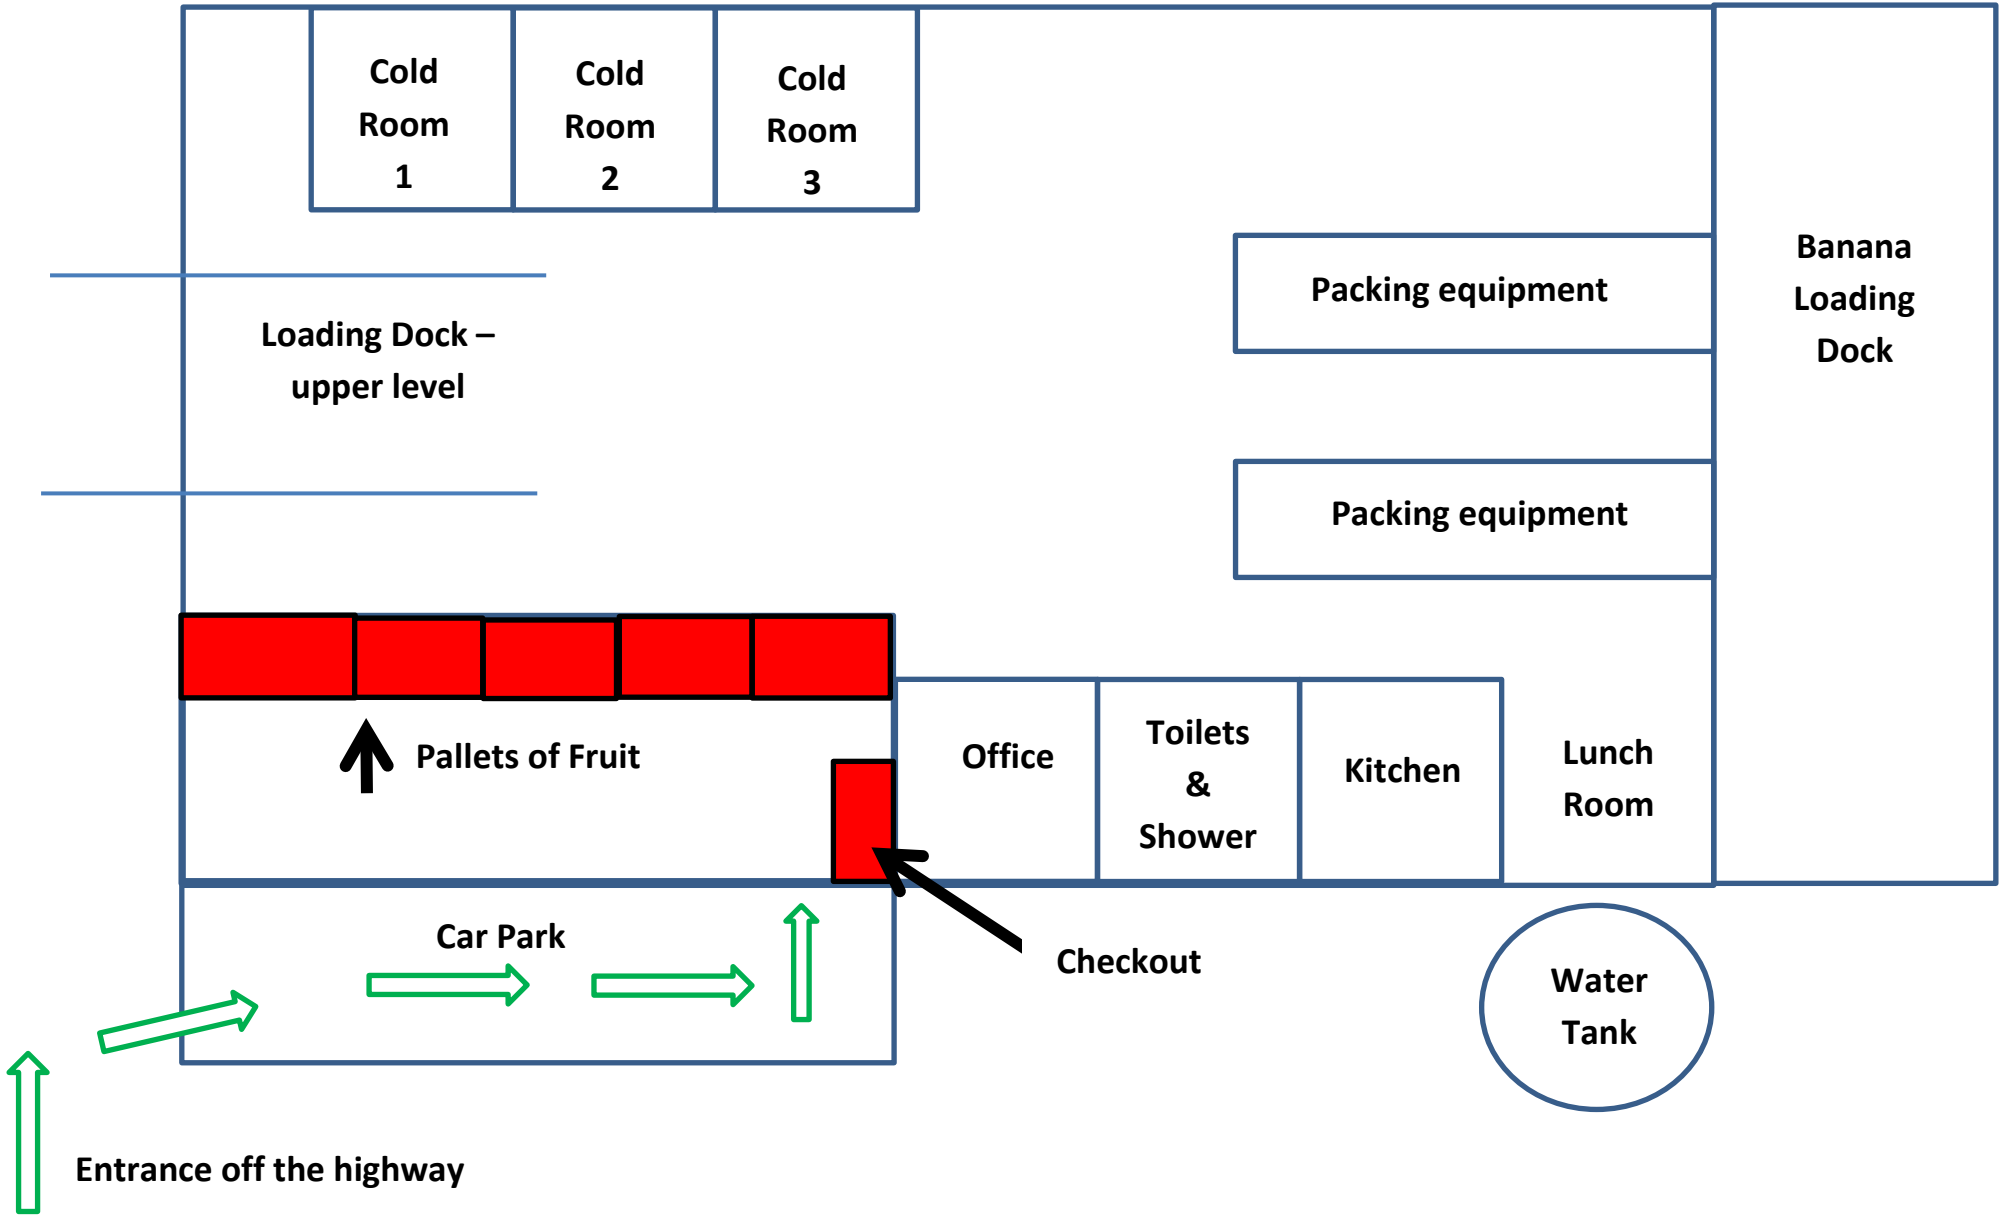 Cold
Room
1
Cold
Room
2
Cold
Room
3
Banana
Loading
Dock
Packing equipment
Loading Dock –
upper level
Packing equipment
Pallets of Fruit
Office
Toilets
&
Shower
Kitchen
Lunch
Room
Car Park
Checkout
Water
Tank
Entrance off the highway